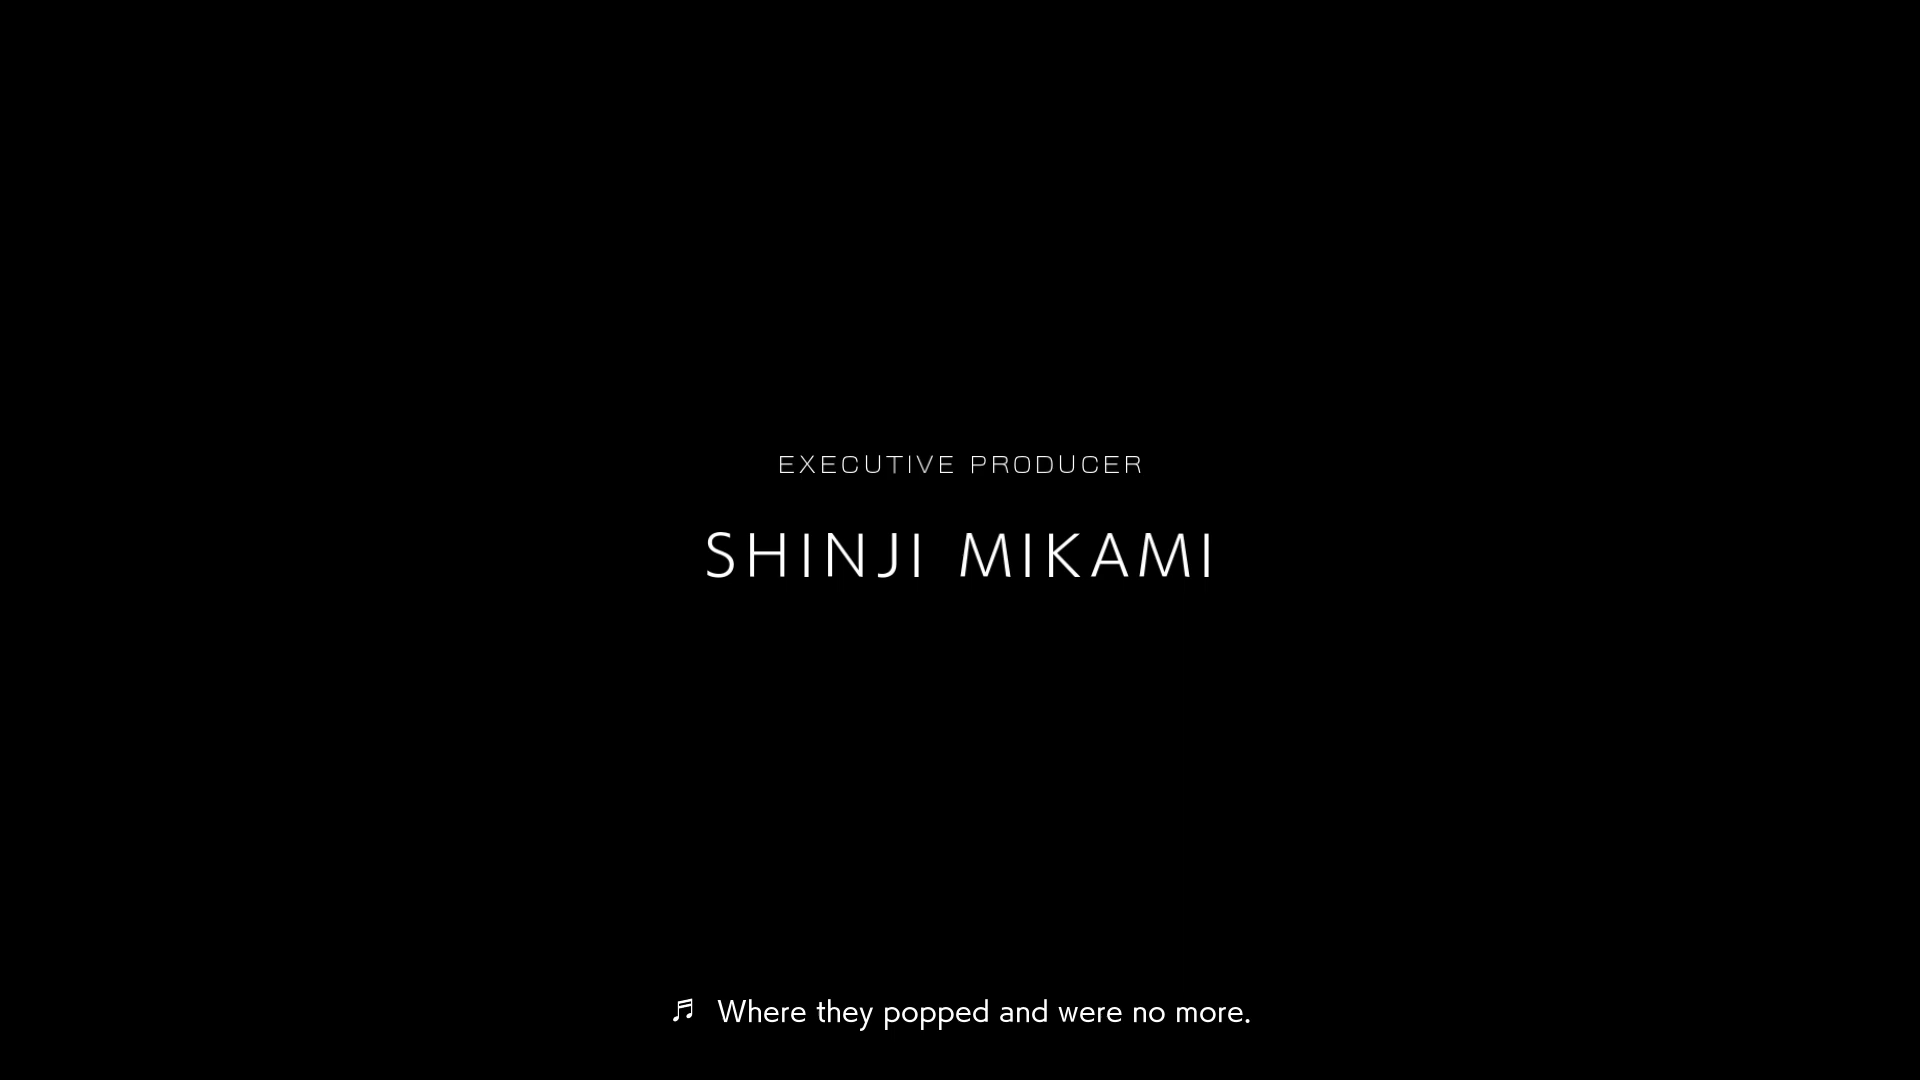 EXECUTIVE PRODUCER
SHINJI MIKAMI
♬ Where they popped and were no more.